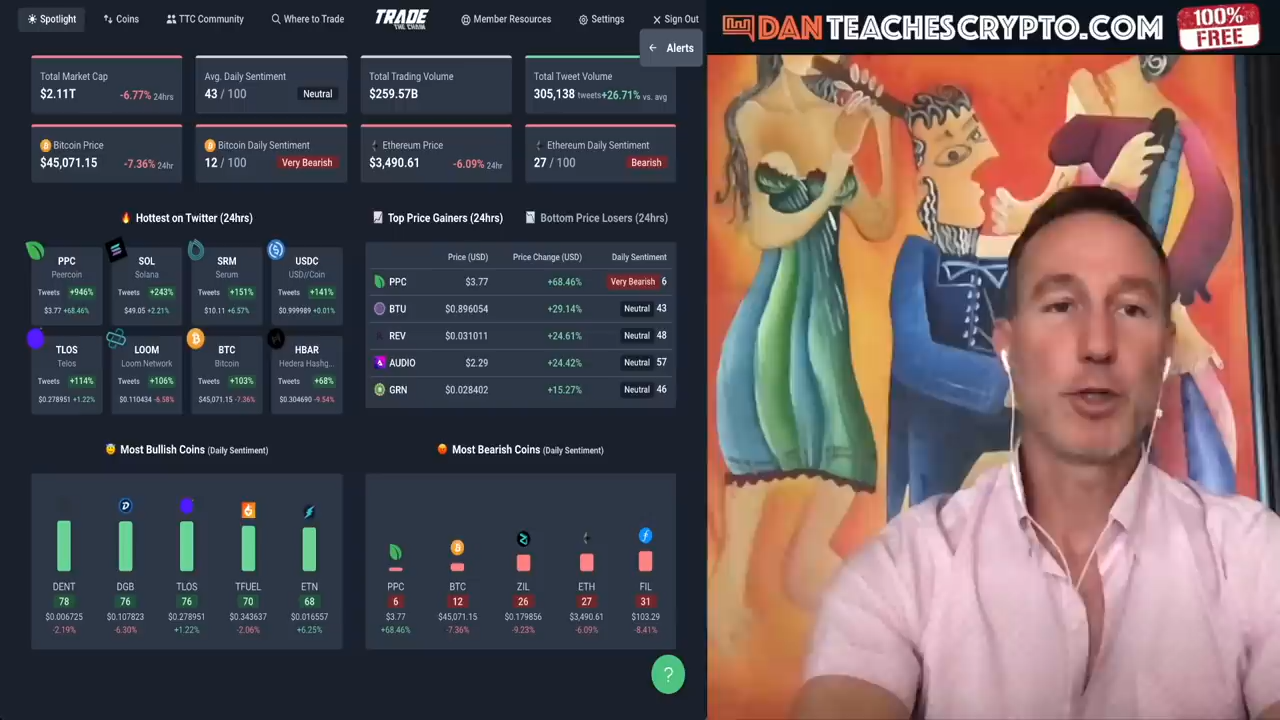 Spotlight
Coins
TTC Community
Where to Trade
TRADE
THE CHAIN
Member Resources
Settings
Sign Out
Alerts
Total Market Cap
$2.11T
-6.77% 24hrs
Avg. Daily Sentiment
43 / 100
Neutral
Total Trading Volume
$259.57B
Total Tweet Volume
305,138 tweets +26.71% vs. avg
Bitcoin Price
$45,071.15
-7.36% 24hr
Bitcoin Daily Sentiment
12 / 100
Very Bearish
Ethereum Price
$3,490.61
-6.09% 24hr
Ethereum Daily Sentiment
27 / 100
Bearish
Hottest on Twitter (24hrs)
PPC
Peercoin
Tweets +946%
$3.77 +68.46%
SOL
Solana
Tweets +243%
$49.05 +2.21%
SRM
Serum
Tweets +151%
$10.11 +6.57%
USDC
USD//Coin
Tweets +141%
$0.999989 +0.01%
TLOS
Telos
Tweets +114%
$0.278951 +1.22%
LOOM
Loom Network
Tweets +106%
$0.110434 -6.58%
BTC
Bitcoin
Tweets +103%
$45,071.15 -7.36%
HBAR
Hedera Hashg...
Tweets +68%
$0.304690 -9.54%
Top Price Gainers (24hrs)
Bottom Price Losers (24hrs)
Price (USD) Price Change (USD) Daily Sentiment
PPC $3.77 +68.46% Very Bearish 6
BTU $0.896054 +29.14% Neutral 43
REV $0.031011 +24.61% Neutral 48
AUDIO $2.29 +24.42% Neutral 57
GRN $0.028402 +15.27% Neutral 46
Most Bullish Coins (Daily Sentiment)
DENT DGB TLOS TFUEL ETN
78 76 76 70 68
$0.006725 $0.107823 $0.278951 $0.343637 $0.016557
-2.19% -6.30% +1.22% -2.06% +6.25%
Most Bearish Coins (Daily Sentiment)
PPC BTC ZIL ETH FIL
6 12 26 27 31
$3.77 $45,071.15 $0.179856 $3,490.61 $103.29
+68.46% -7.36% -9.23% -6.09% -8.41%
?
DANTEACHESCRYPTO.COM
100%
FREE